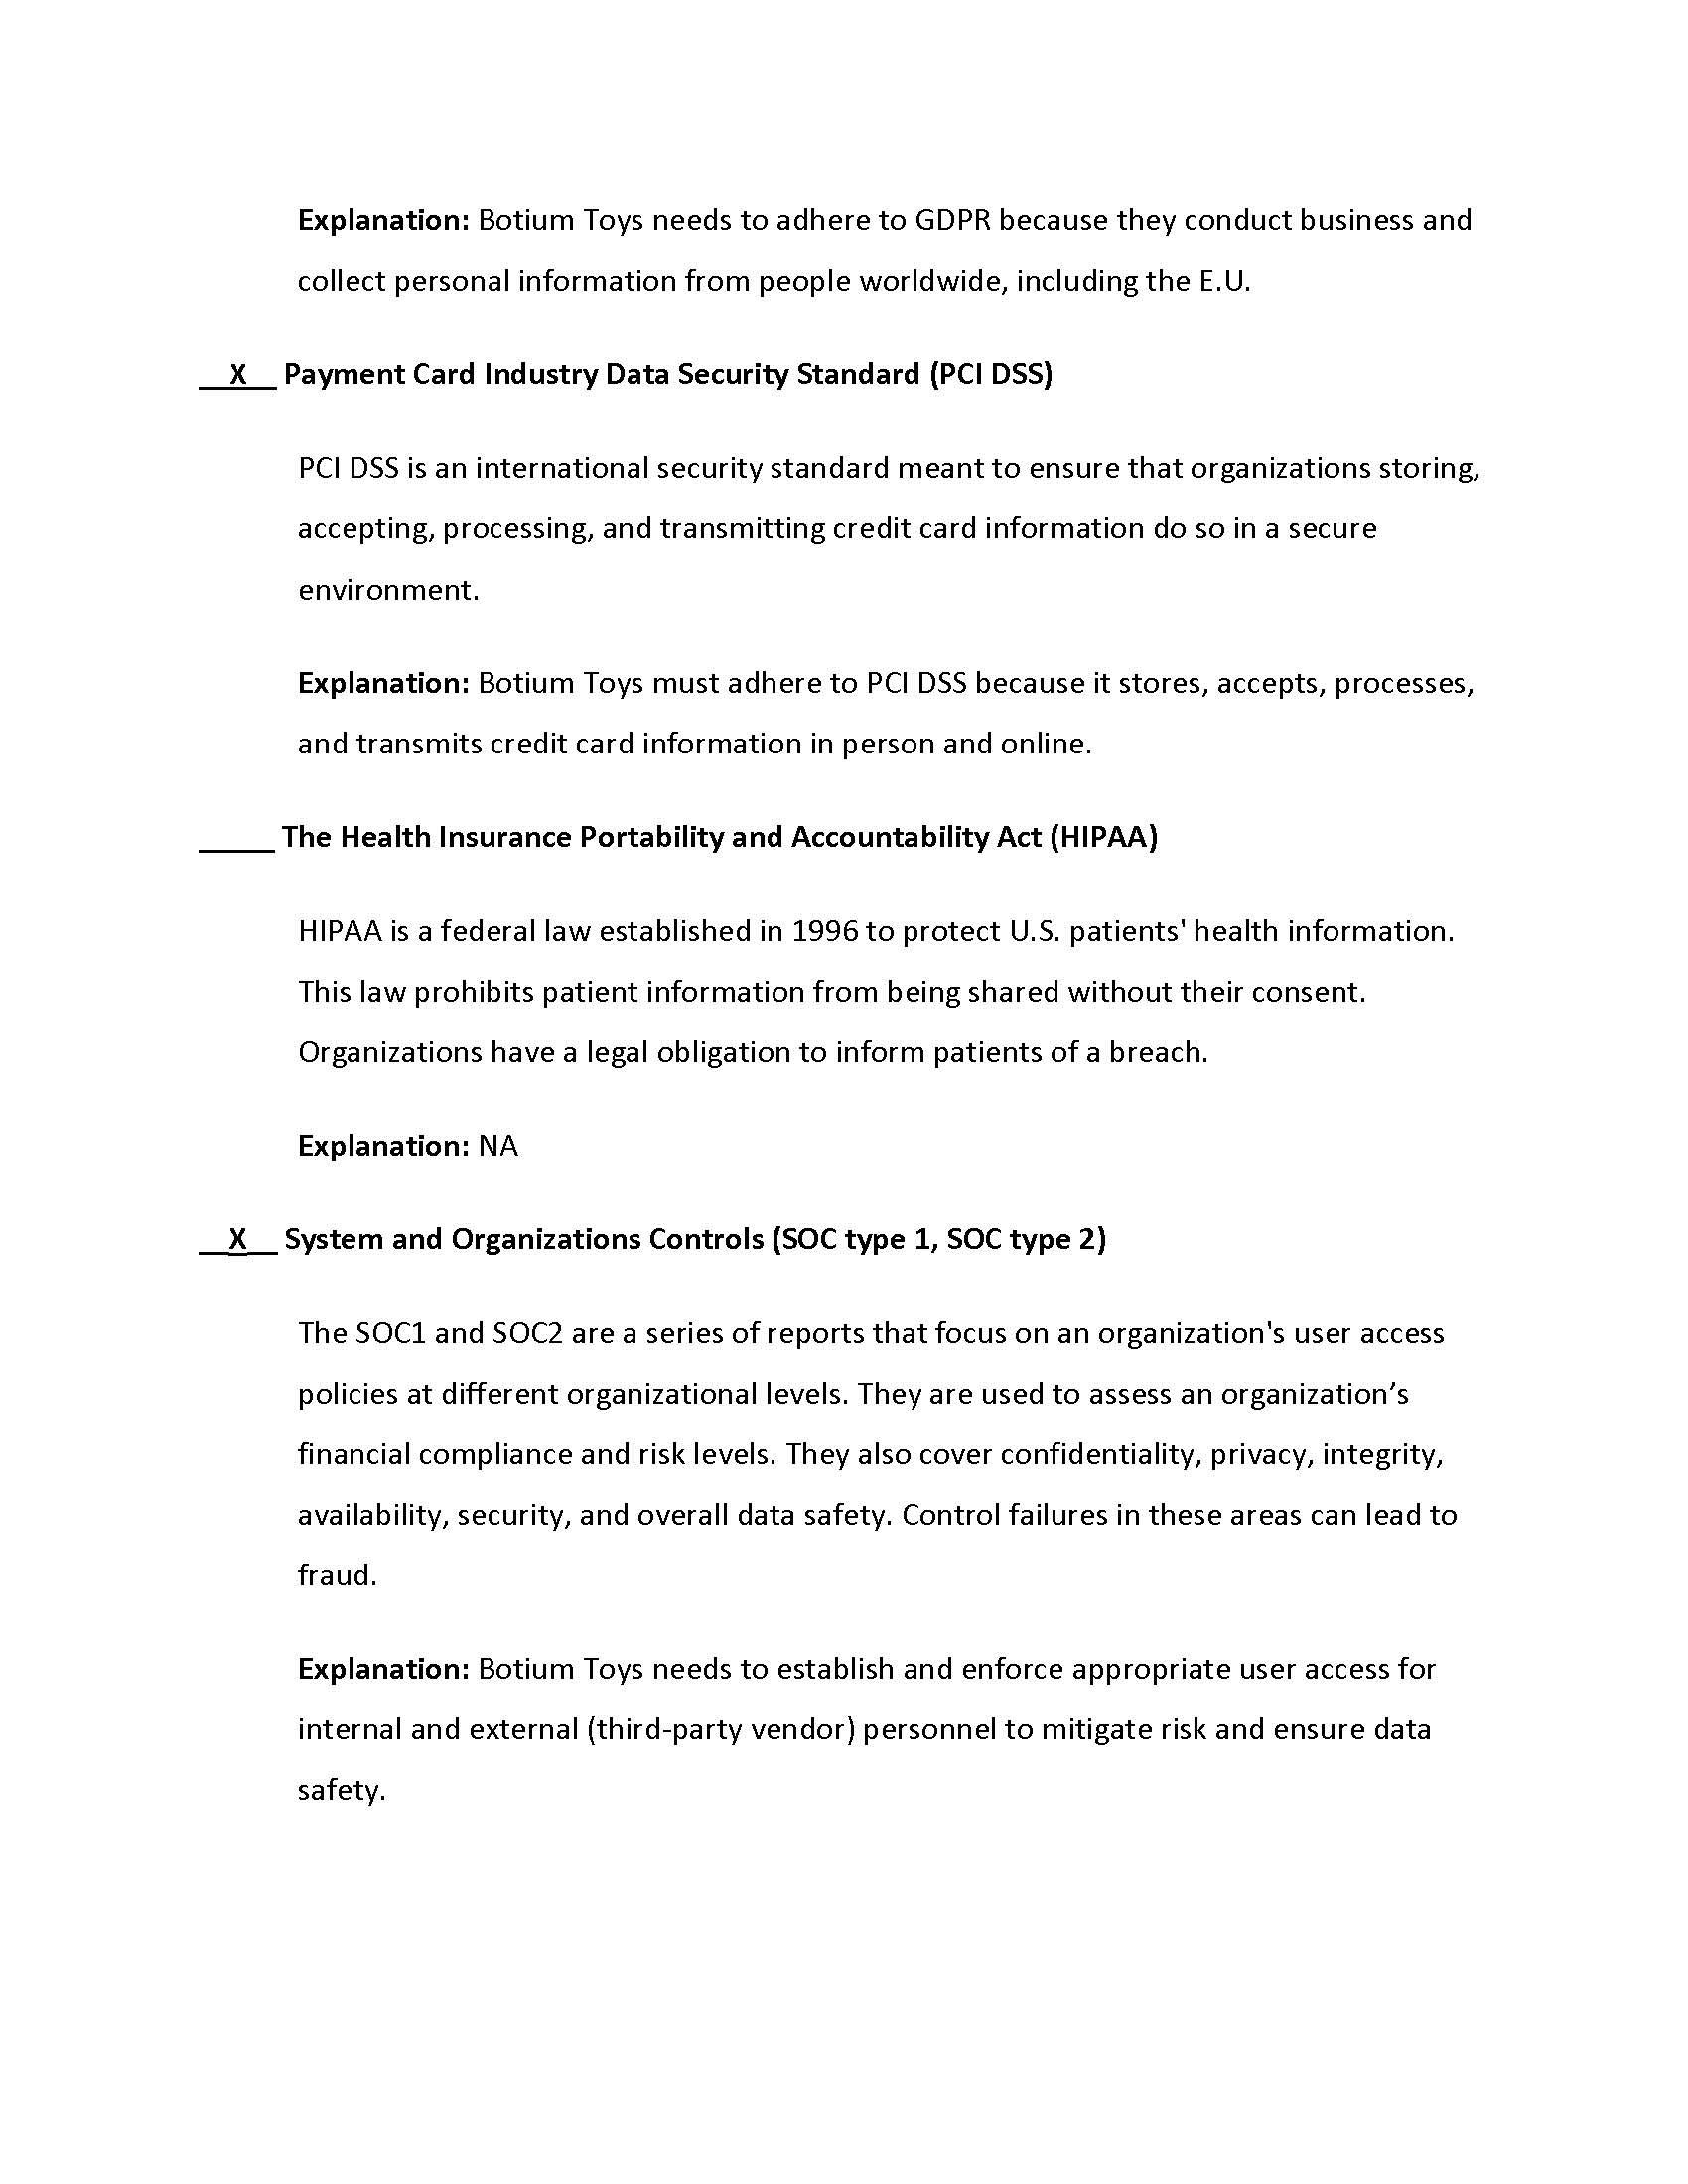 Explanation: Botium Toys needs to adhere to GDPR because they conduct business and
collect personal information from people worldwide, including the E.U.
__X__ Payment Card Industry Data Security Standard (PCI DSS)
PCI DSS is an international security standard meant to ensure that organizations storing,
accepting, processing, and transmitting credit card information do so in a secure
environment.
Explanation: Botium Toys must adhere to PCI DSS because it stores, accepts, processes,
and transmits credit card information in person and online.
_____ The Health Insurance Portability and Accountability Act (HIPAA)
HIPAA is a federal law established in 1996 to protect U.S. patients' health information.
This law prohibits patient information from being shared without their consent.
Organizations have a legal obligation to inform patients of a breach.
Explanation: NA
__X__ System and Organizations Controls (SOC type 1, SOC type 2)
The SOC1 and SOC2 are a series of reports that focus on an organization's user access
policies at different organizational levels. They are used to assess an organization’s
financial compliance and risk levels. They also cover confidentiality, privacy, integrity,
availability, security, and overall data safety. Control failures in these areas can lead to
fraud.
Explanation: Botium Toys needs to establish and enforce appropriate user access for
internal and external (third-party vendor) personnel to mitigate risk and ensure data
safety.